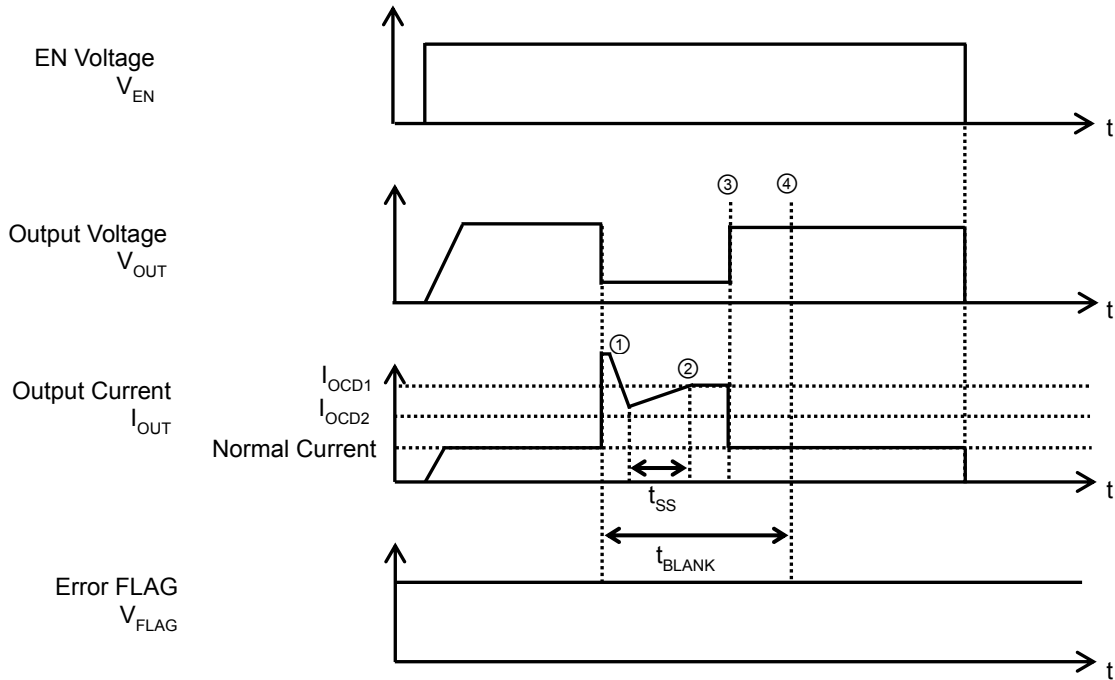 EN Voltage
V_EN
t
③ ④
Output Voltage
V_OUT
t
①
②
Output Current
I_OUT
I_OCD1
I_OCD2
Normal Current
t
t_SS
t_BLANK
Error FLAG
V_FLAG
t